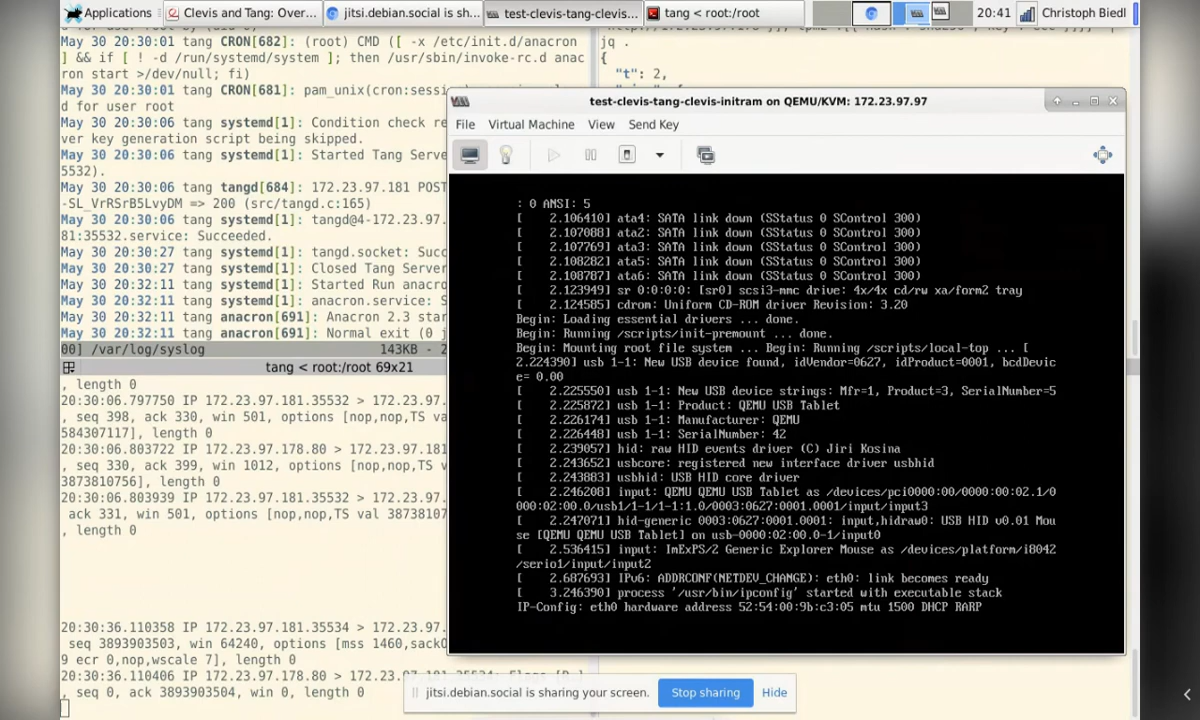 Applications
Clevis and Tang: Over...
jitsi.debian.social is sh...
test-clevis-tang-clevis...
tang < root:/root
20:41
Christoph Biedl
May 30 20:30:01 tang CRON[682]: (root) CMD ([ -x /etc/init.d/anacron
] && if [ ! -d /run/systemd/system ]; then /usr/sbin/invoke-rc.d anac
ron start >/dev/null; fi)
May 30 20:30:01 tang CRON[681]: pam_unix(cron:sess
d for user root
May 30 20:30:06 tang systemd[1]: Condition check re
ver key generation script being skipped.
May 30 20:30:06 tang systemd[1]: Started Tang Serve
5532).
May 30 20:30:06 tang tangd[684]: 172.23.97.181 POST
-SL_VrRSrB5LvyDM => 200 (src/tangd.c:165)
May 30 20:30:06 tang systemd[1]: tangd@4-172.23.97.
81:35532.service: Succeeded.
May 30 20:30:27 tang systemd[1]: tangd.socket: Succ
May 30 20:30:27 tang systemd[1]: Closed Tang Server
May 30 20:32:11 tang systemd[1]: Started Run anacro
May 30 20:32:11 tang systemd[1]: anacron.service: S
May 30 20:32:11 tang anacron[691]: Anacron 2.3 star
May 30 20:32:11 tang anacron[691]: Normal exit (0 j
00] /var/log/syslog 143KB - 2
tang < root:/root 69x21
, length 0
20:30:06.797750 IP 172.23.97.181.35532 > 172.23.97.
, seq 398, ack 330, win 501, options [nop,nop,TS v
584307117], length 0
20:30:06.803722 IP 172.23.97.178.80 > 172.23.97.181
, seq 330, ack 399, win 1012, options [nop,nop,TS v
3873810756], length 0
20:30:06.803939 IP 172.23.97.181.35532 > 172.23.97.
ack 331, win 501, options [nop,nop,TS val 38738107
, length 0
20:30:36.110358 IP 172.23.97.181.35534 > 172.23.97.
seq 3893903503, win 64240, options [mss 1460,sackO
9 ecr 0,nop,wscale 7], length 0
20:30:36.110406 IP 172.23.97.178.80 > 172.23.
, seq 0, ack 3893903504, win 0, length 0
jq .
{
"t": 2,
test-clevis-tang-clevis-initram on QEMU/KVM: 172.23.97.97
File Virtual Machine View Send Key
: 0 ANSI: 5
[ 2.106410] ata4: SATA link down (SStatus 0 SControl 300)
[ 2.107088] ata2: SATA link down (SStatus 0 SControl 300)
[ 2.107769] ata3: SATA link down (SStatus 0 SControl 300)
[ 2.108282] ata5: SATA link down (SStatus 0 SControl 300)
[ 2.108787] ata6: SATA link down (SStatus 0 SControl 300)
[ 2.123949] sr 0:0:0:0: [sr0] scsi3-mmc drive: 4x/4x cd/rw xa/form2 tray
[ 2.124585] cdrom: Uniform CD-ROM driver Revision: 3.20
Begin: Loading essential drivers ... done.
Begin: Running /scripts/init-premount ... done.
Begin: Mounting root file system ... Begin: Running /scripts/local-top ... [
2.224390] usb 1-1: New USB device found, idVendor=0627, idProduct=0001, bcdDevic
e= 0.00
[ 2.225550] usb 1-1: New USB device strings: Mfr=1, Product=3, SerialNumber=5
[ 2.225872] usb 1-1: Product: QEMU USB Tablet
[ 2.226174] usb 1-1: Manufacturer: QEMU
[ 2.226448] usb 1-1: SerialNumber: 42
[ 2.239057] hid: raw HID events driver (C) Jiri Kosina
[ 2.243652] usbcore: registered new interface driver usbhid
[ 2.243883] usbhid: USB HID core driver
[ 2.246208] input: QEMU QEMU USB Tablet as /devices/pci0000:00/0000:00:02.1/0
000:02:00.0/usb1/1-1/1-1:1.0/0003:0627:0001.0001/input/input3
[ 2.247071] hid-generic 0003:0627:0001.0001: input,hidraw0: USB HID v0.01 Mou
se [QEMU QEMU USB Tablet] on usb-0000:02:00.0-1/input0
[ 2.536415] input: ImExPS/2 Generic Explorer Mouse as /devices/platform/i8042
/serio1/input/input2
[ 2.687693] IPv6: ADDRCONF(NETDEV_CHANGE): eth0: link becomes ready
[ 3.246390] process '/usr/bin/ipconfig' started with executable stack
IP-Config: eth0 hardware address 52:54:00:9b:c3:05 mtu 1500 DHCP RARP
jitsi.debian.social is sharing your screen.
Stop sharing
Hide